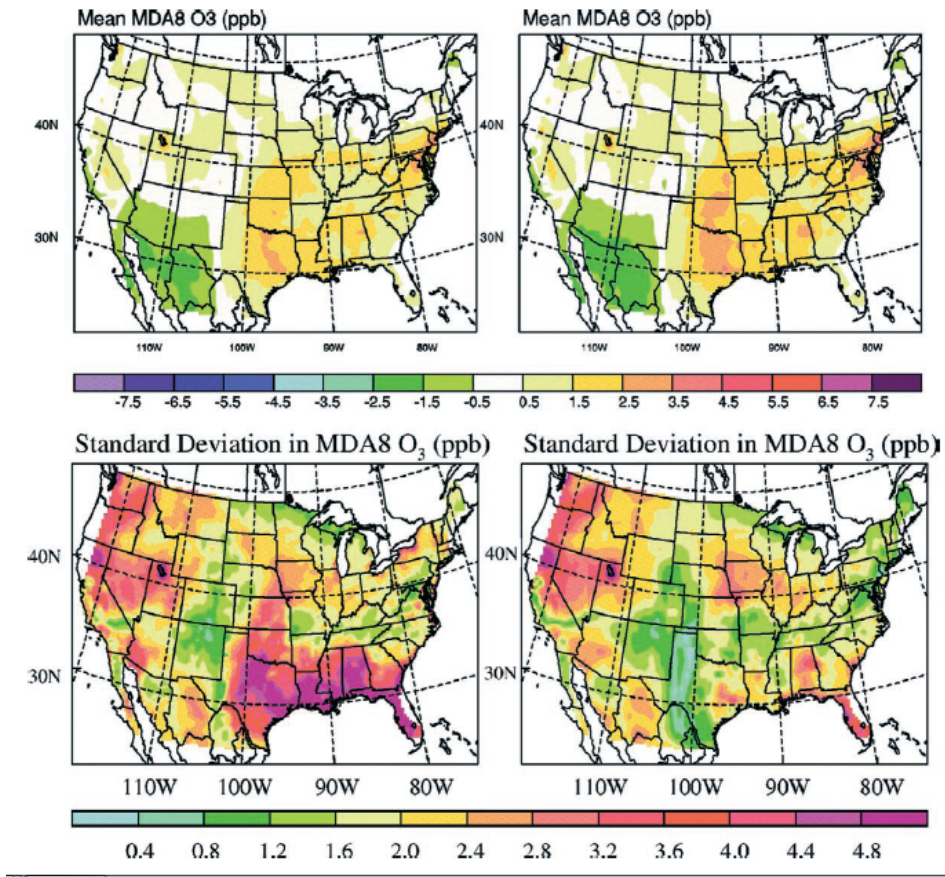 Mean MDA8 O3 (ppb) Mean MDA8 O3 (ppb)
40N 40N
30N 30N
110W 100W 90W 80W 110W 100W 90W 80W
-7.5 -6.5 -5.5 -4.5 -3.5 -2.5 -1.5 -0.5 0.5 1.5 2.5 3.5 4.5 5.5 6.5 7.5
Standard Deviation in MDA8 O3 (ppb) Standard Deviation in MDA8 O3 (ppb)
40N 40N
30N 30N
110W 100W 90W 80W 110W 100W 90W 80W
0.4 0.8 1.2 1.6 2.0 2.4 2.8 3.2 3.6 4.0 4.4 4.8